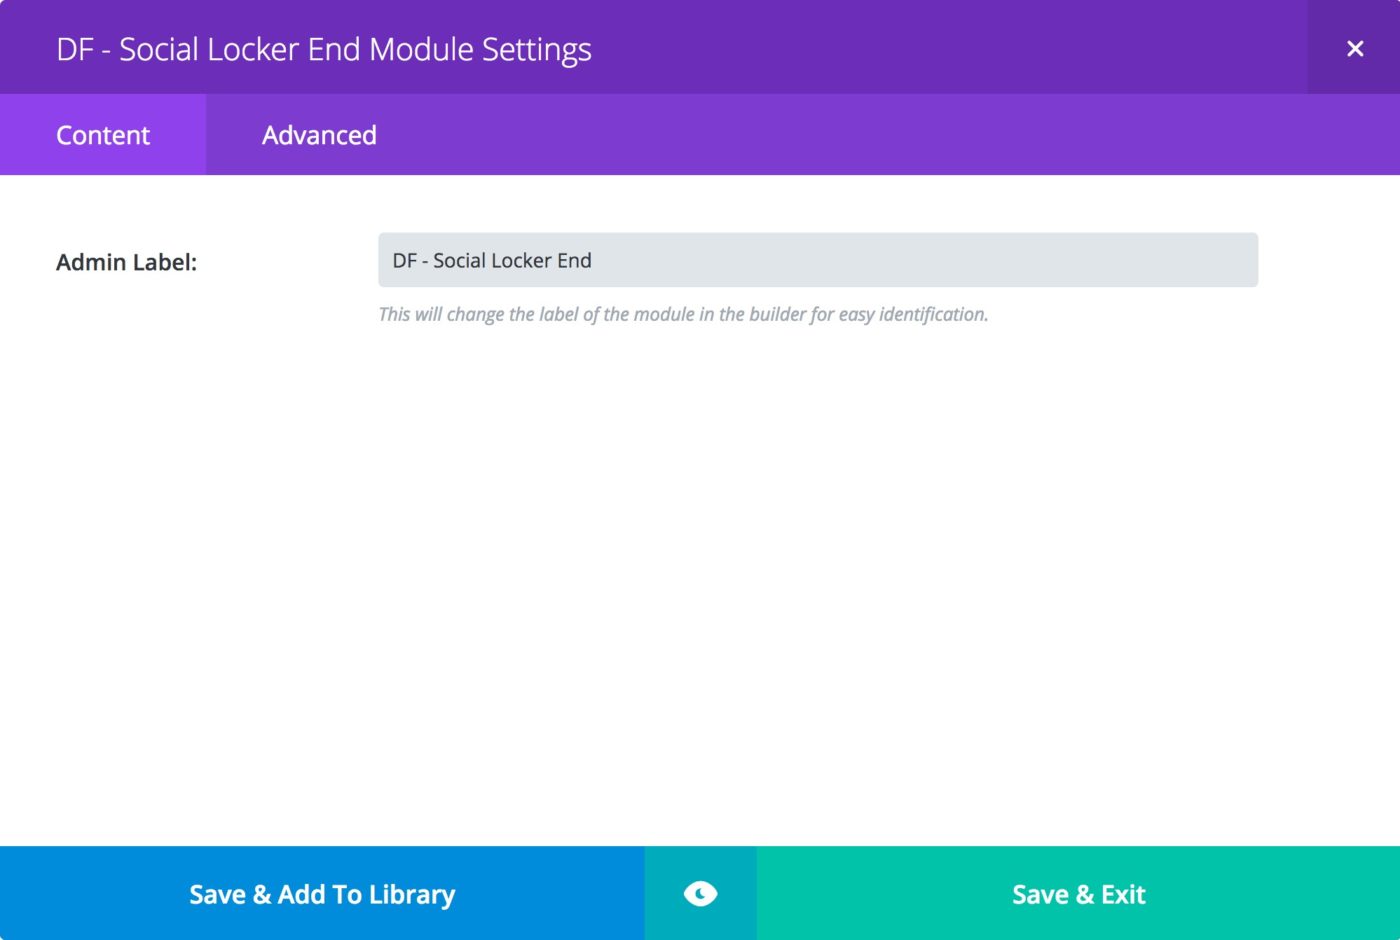 DF - Social Locker End Module Settings
Content
Advanced
Admin Label:
DF - Social Locker End
This will change the label of the module in the builder for easy identification.
Save & Add To Library
Save & Exit